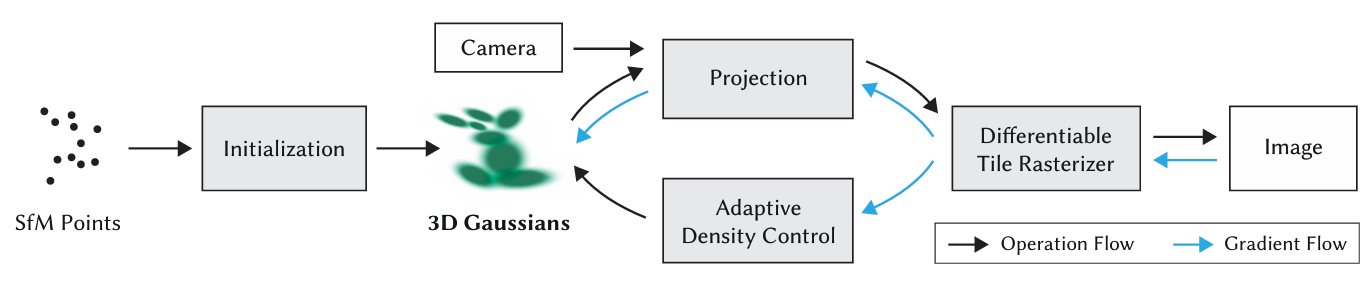 Camera
Projection
Initialization
Differentiable
Tile Rasterizer
Image
SfM Points
3D Gaussians
Adaptive
Density Control
Operation Flow
Gradient Flow